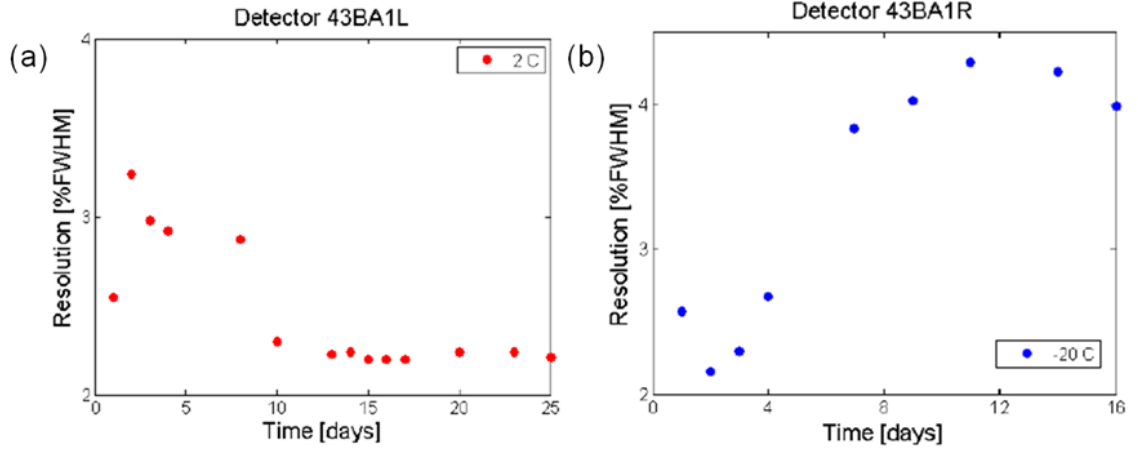 Detector 43BA1L
(a)
4
3
2
2 C
Resolution [%FWHM]
0 5 10 15 20 25
Time [days]
Detector 43BA1R
(b)
4
3
2
-20 C
Resolution [%FWHM]
0 4 8 12 16
Time [days]